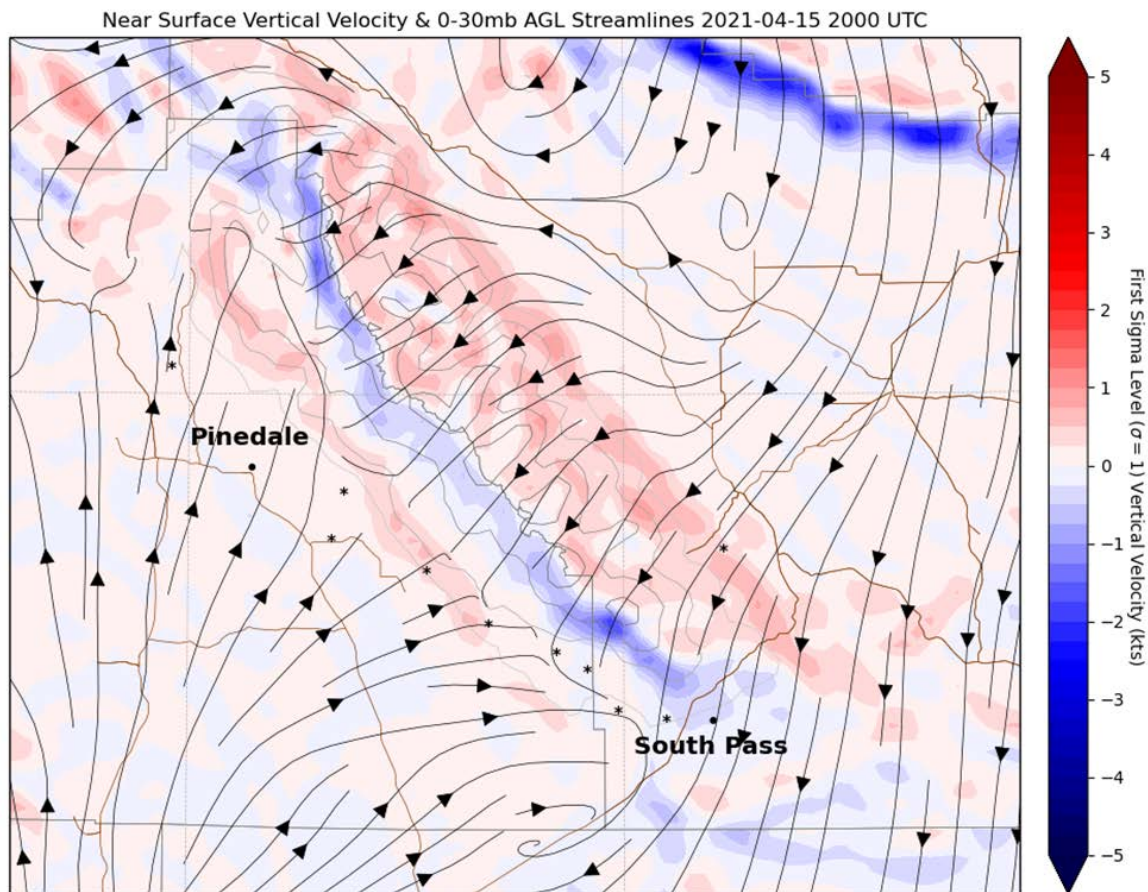 Near Surface Vertical Velocity & 0-30mb AGL Streamlines 2021-04-15 2000 UTC
Pinedale
South Pass
5
4
3
2
1
0
−1
−2
−3
−4
−5
First Sigma Level (σ= 1) Vertical Velocity (kts)